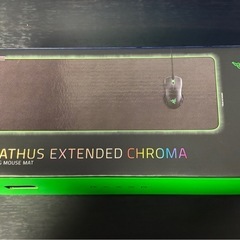 ATHUS EXTENDED CHROMA
G MOUSE MAT